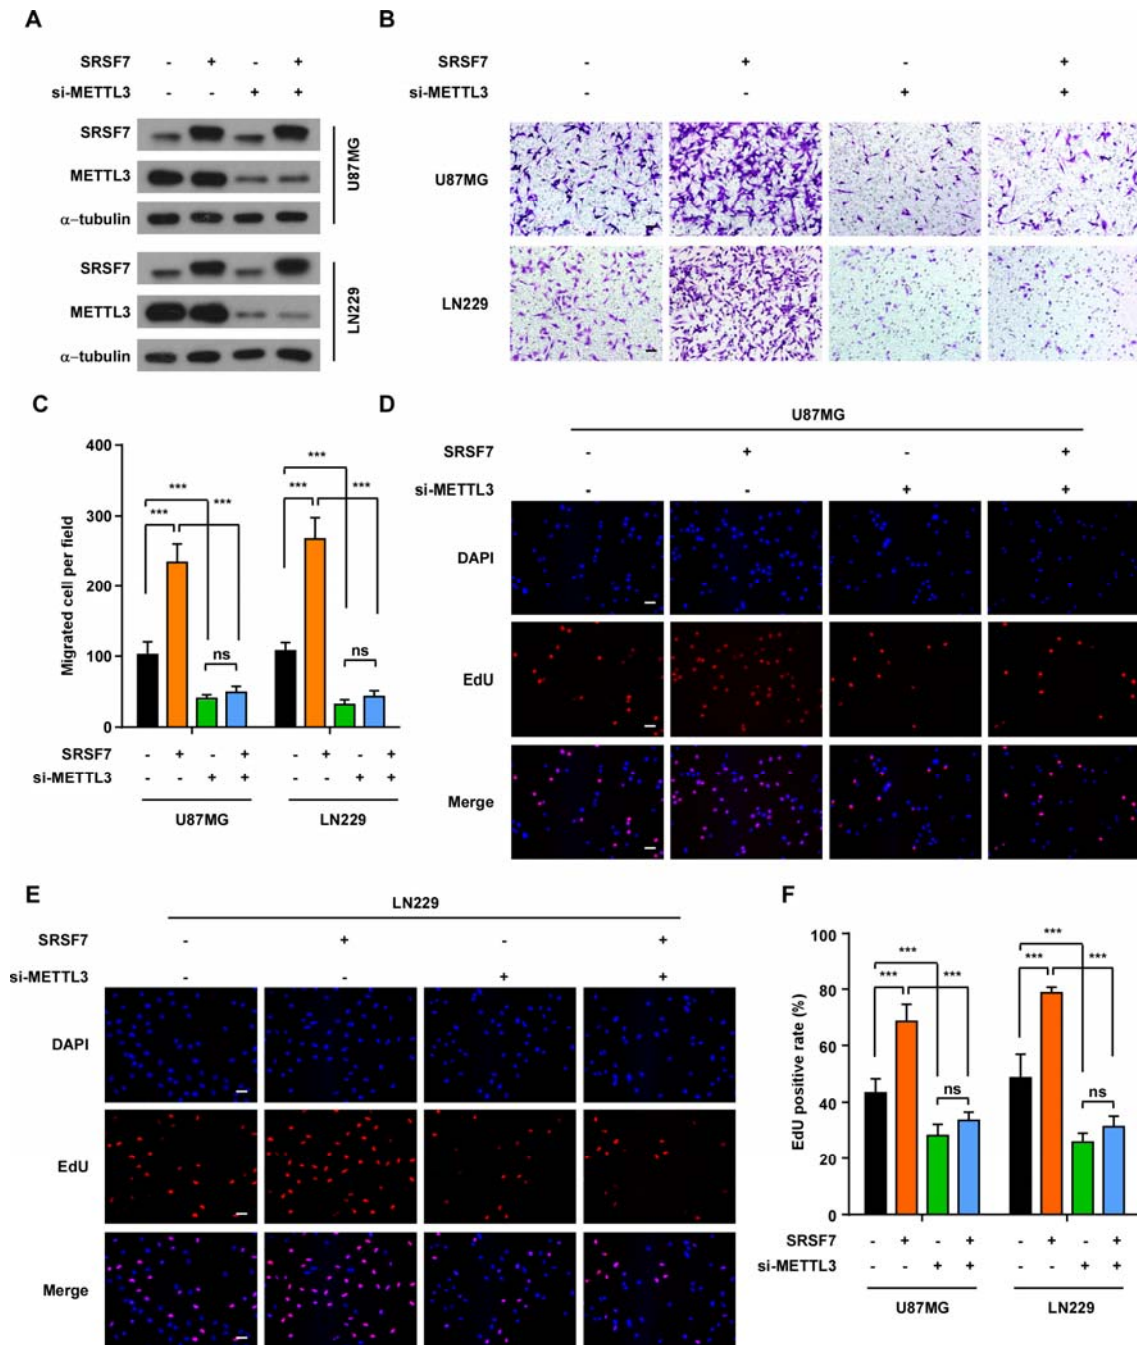 A
SRSF7 - + - +
si-METTL3 - - + +
SRSF7
METTL3
α-tubulin
U87MG
SRSF7
METTL3
α-tubulin
LN229
B
SRSF7 - + - +
si-METTL3 - - + +
U87MG
LN229
C
Migrated cell per field
400
300
200
100
0
*** *** *** ns
*** *** *** ns
SRSF7 - + - + - + - +
si-METTL3 - - + + - - + +
U87MG LN229
D
U87MG
SRSF7 - + - +
si-METTL3 - - + +
DAPI
EdU
Merge
E
LN229
SRSF7 - + - +
si-METTL3 - - + +
DAPI
EdU
Merge
F
EdU positive rate (%)
100
80
60
40
20
0
*** *** *** ns
*** *** *** ns
SRSF7 - + - + - + - +
si-METTL3 - - + + - - + +
U87MG LN229